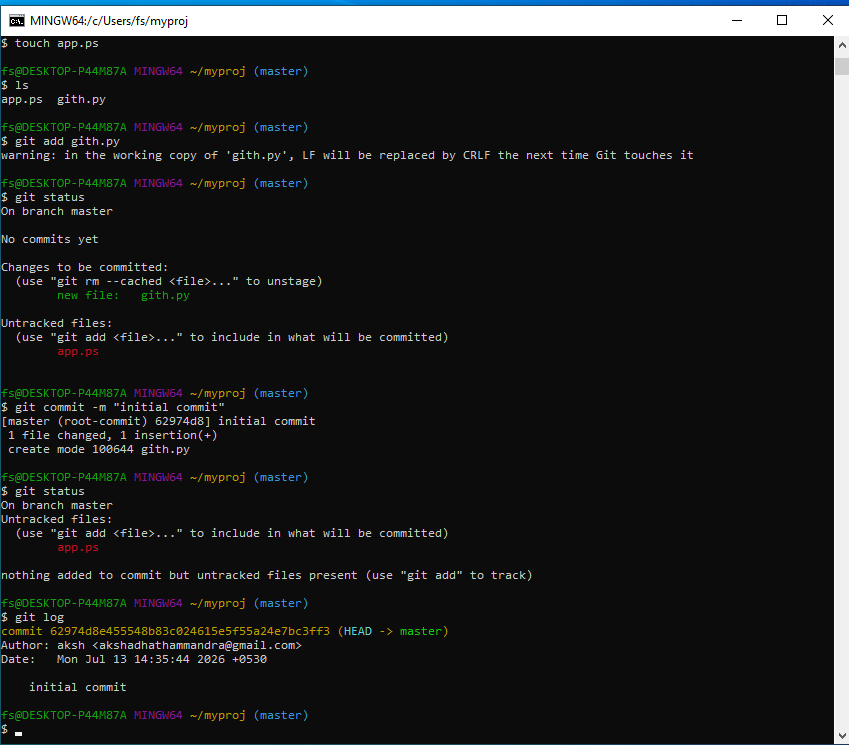 MINGW64:/c/Users/fs/myproj
$ touch app.ps
fs@DESKTOP-P44M87A MINGW64 ~/myproj (master)
$ ls
app.ps  gith.py
fs@DESKTOP-P44M87A MINGW64 ~/myproj (master)
$ git add gith.py
warning: in the working copy of 'gith.py', LF will be replaced by CRLF the next time Git touches it
fs@DESKTOP-P44M87A MINGW64 ~/myproj (master)
$ git status
On branch master
No commits yet
Changes to be committed:
  (use "git rm --cached <file>..." to unstage)
        new file:   gith.py
Untracked files:
  (use "git add <file>..." to include in what will be committed)
        app.ps
fs@DESKTOP-P44M87A MINGW64 ~/myproj (master)
$ git commit -m "initial commit"
[master (root-commit) 62974d8] initial commit
 1 file changed, 1 insertion(+)
 create mode 100644 gith.py
fs@DESKTOP-P44M87A MINGW64 ~/myproj (master)
$ git status
On branch master
Untracked files:
  (use "git add <file>..." to include in what will be committed)
        app.ps
nothing added to commit but untracked files present (use "git add" to track)
fs@DESKTOP-P44M87A MINGW64 ~/myproj (master)
$ git log
commit 62974d8e455548b83c024615e5f55a24e7bc3ff3 (HEAD -> master)
Author: aksh <akshadhathammandra@gmail.com>
Date:   Mon Jul 13 14:35:44 2026 +0530
    initial commit
fs@DESKTOP-P44M87A MINGW64 ~/myproj (master)
$